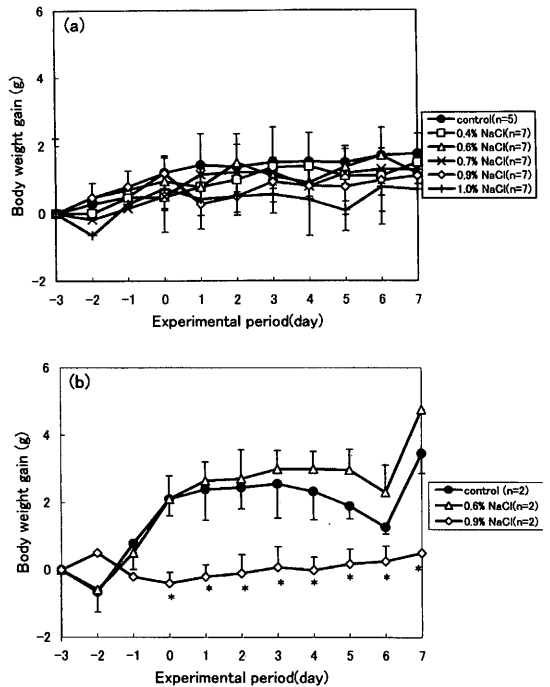 (a)
6
4
2
0
-2
Body weight gain (g)
-3 -2 -1 0 1 2 3 4 5 6 7
Experimental period(day)
control(n=5)
0.4% NaCl(n=7)
0.6% NaCl(n=7)
0.7% NaCl(n=7)
0.9% NaCl(n=7)
1.0% NaCl(n=7)
(b)
6
4
2
0
-2
Body weight gain (g)
* * * * * * * *
-3 -2 -1 0 1 2 3 4 5 6 7
Experimental period(day)
control (n=2)
0.6% NaCl(n=2)
0.9% NaCl(n=2)